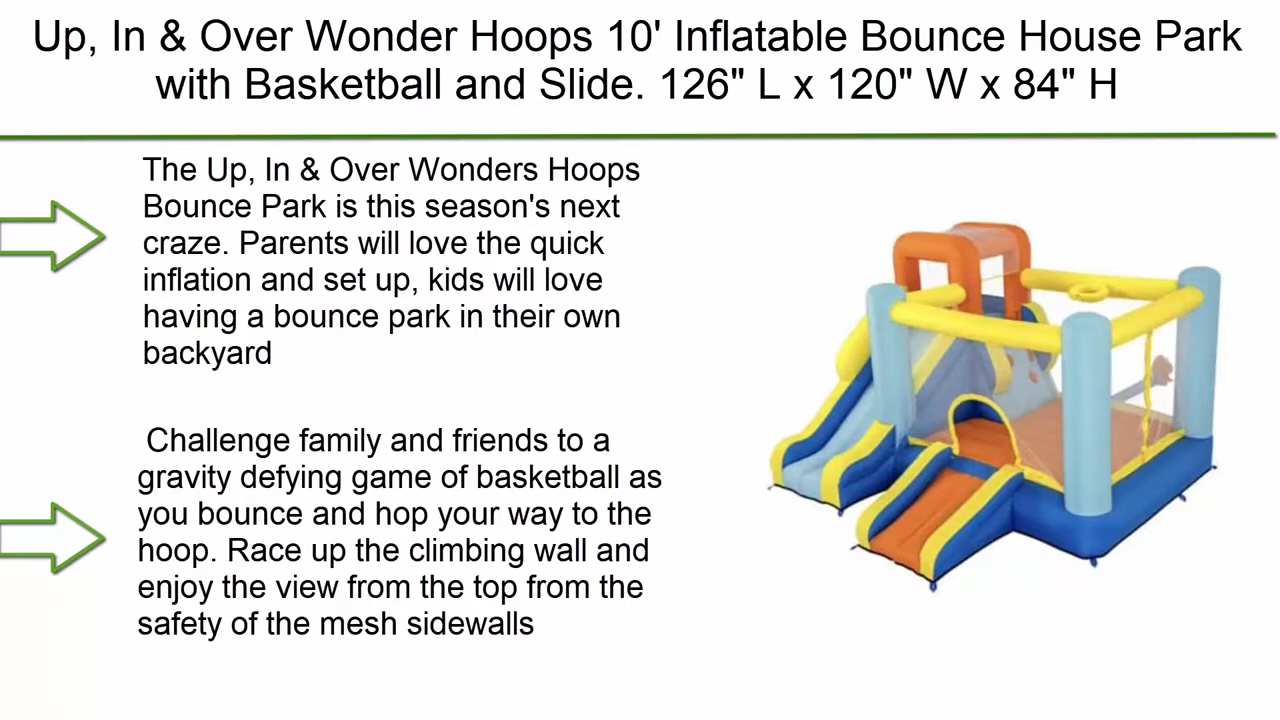 Up, In & Over Wonder Hoops 10' Inflatable Bounce House Park
with Basketball and Slide. 126" L x 120" W x 84" H
The Up, In & Over Wonders Hoops
Bounce Park is this season's next
craze. Parents will love the quick
inflation and set up, kids will love
having a bounce park in their own
backyard
Challenge family and friends to a
gravity defying game of basketball as
you bounce and hop your way to the
hoop. Race up the climbing wall and
enjoy the view from the top from the
safety of the mesh sidewalls